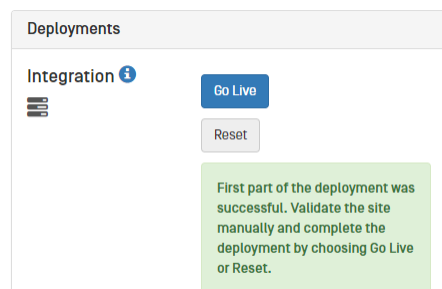 Deployments
Integration
Go Live
Reset
First part of the deployment was
successful. Validate the site
manually and complete the
deployment by choosing Go Live
or Reset.